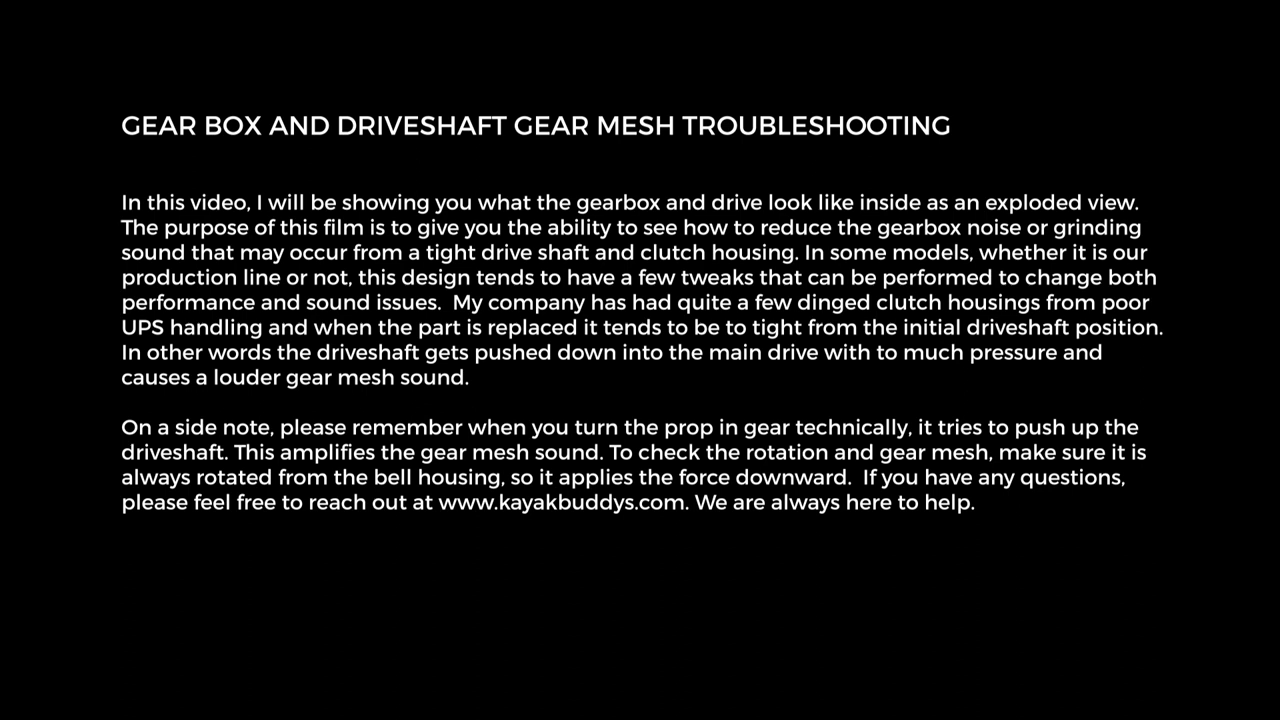 GEAR BOX AND DRIVESHAFT GEAR MESH TROUBLESHOOTING
In this video, I will be showing you what the gearbox and drive look like inside as an exploded view.
The purpose of this film is to give you the ability to see how to reduce the gearbox noise or grinding
sound that may occur from a tight drive shaft and clutch housing. In some models, whether it is our
production line or not, this design tends to have a few tweaks that can be performed to change both
performance and sound issues.  My company has had quite a few dinged clutch housings from poor
UPS handling and when the part is replaced it tends to be to tight from the initial driveshaft position.
In other words the driveshaft gets pushed down into the main drive with to much pressure and
causes a louder gear mesh sound.
On a side note, please remember when you turn the prop in gear technically, it tries to push up the
driveshaft. This amplifies the gear mesh sound. To check the rotation and gear mesh, make sure it is
always rotated from the bell housing, so it applies the force downward.  If you have any questions,
please feel free to reach out at www.kayakbuddys.com. We are always here to help.